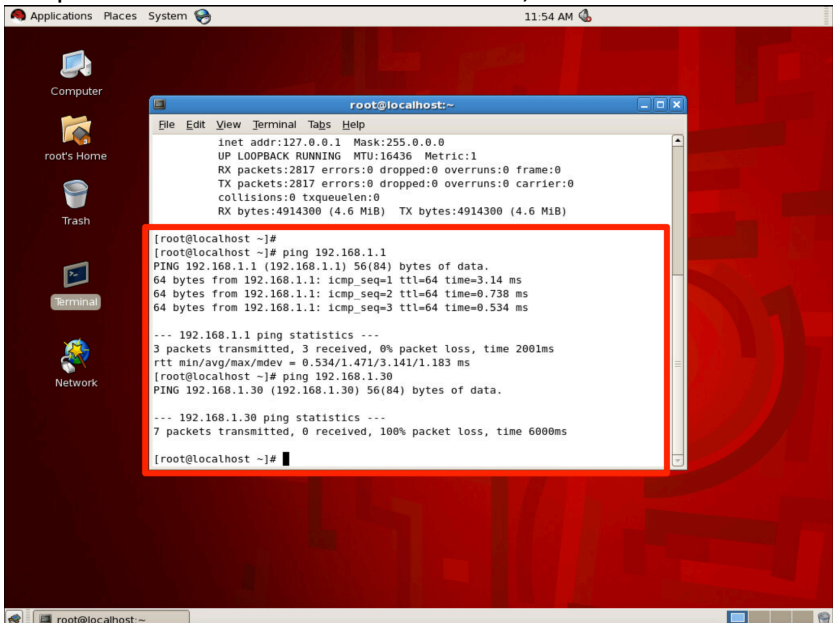 Applications Places System 11:54 AM
Computer
root's Home
Trash
Terminal
Network
root@localhost:~
File Edit View Terminal Tabs Help
inet addr:127.0.0.1 Mask:255.0.0.0
UP LOOPBACK RUNNING MTU:16436 Metric:1
RX packets:2817 errors:0 dropped:0 overruns:0 frame:0
TX packets:2817 errors:0 dropped:0 overruns:0 carrier:0
collisions:0 txqueuelen:0
RX bytes:4914300 (4.6 MiB) TX bytes:4914300 (4.6 MiB)
[root@localhost ~]#
[root@localhost ~]# ping 192.168.1.1
PING 192.168.1.1 (192.168.1.1) 56(84) bytes of data.
64 bytes from 192.168.1.1: icmp_seq=1 ttl=64 time=3.14 ms
64 bytes from 192.168.1.1: icmp_seq=2 ttl=64 time=0.738 ms
64 bytes from 192.168.1.1: icmp_seq=3 ttl=64 time=0.534 ms
--- 192.168.1.1 ping statistics ---
3 packets transmitted, 3 received, 0% packet loss, time 2001ms
rtt min/avg/max/mdev = 0.534/1.471/3.141/1.183 ms
[root@localhost ~]# ping 192.168.1.30
PING 192.168.1.30 (192.168.1.30) 56(84) bytes of data.
--- 192.168.1.30 ping statistics ---
7 packets transmitted, 0 received, 100% packet loss, time 6000ms
[root@localhost ~]#
root@localhost:~